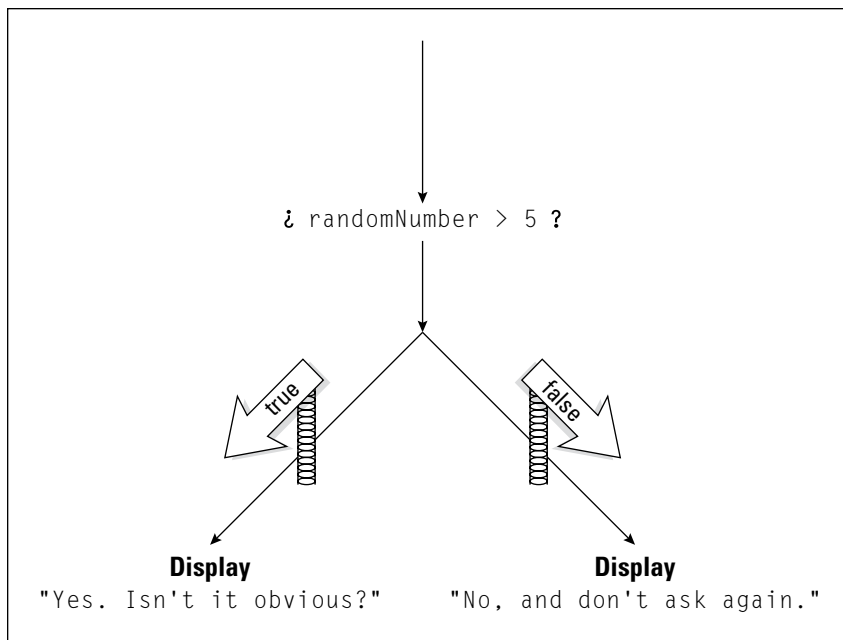 ¿ randomNumber > 5 ?
true
false
Display
"Yes. Isn't it obvious?"
Display
"No, and don't ask again."